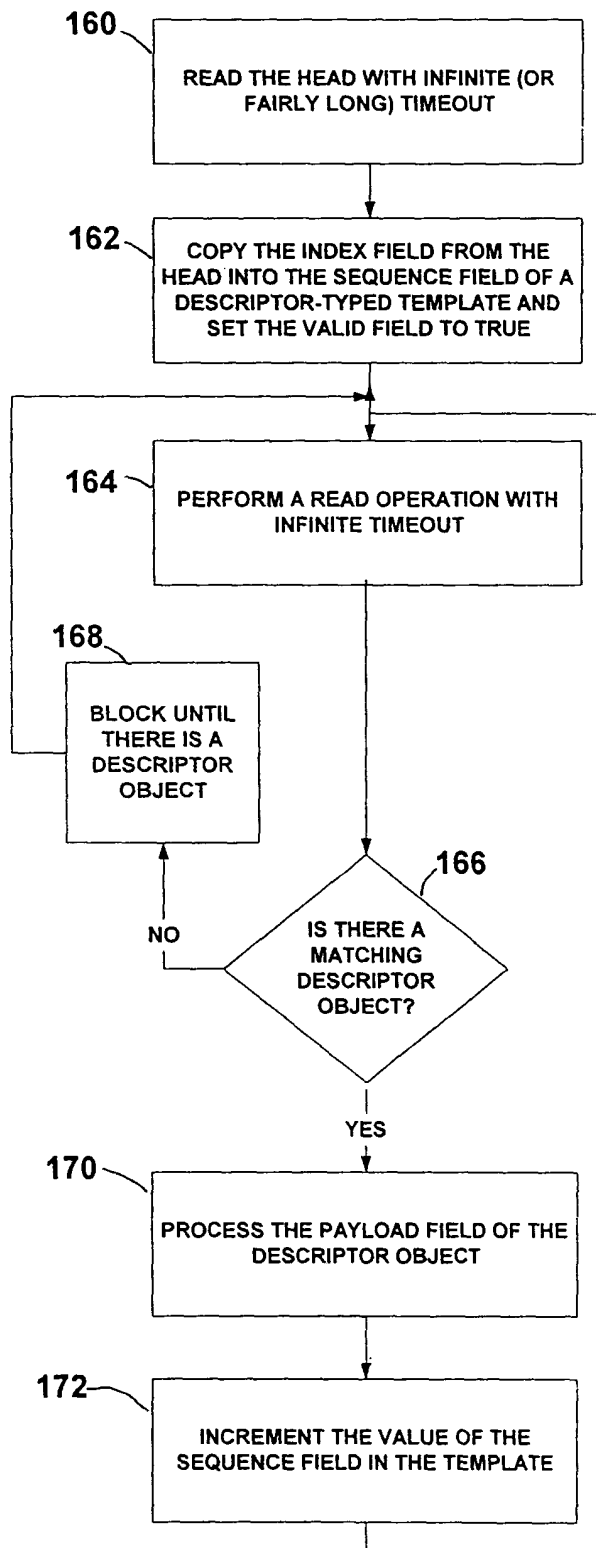 160
READ THE HEAD WITH INFINITE (OR
FAIRLY LONG) TIMEOUT
162
COPY THE INDEX FIELD FROM THE
HEAD INTO THE SEQUENCE FIELD OF A
DESCRIPTOR-TYPED TEMPLATE AND
SET THE VALID FIELD TO TRUE
164
PERFORM A READ OPERATION WITH
INFINITE TIMEOUT
168
BLOCK UNTIL
THERE IS A
DESCRIPTOR
OBJECT
166
IS THERE A
MATCHING
DESCRIPTOR
OBJECT?
NO
YES
170
PROCESS THE PAYLOAD FIELD OF THE
DESCRIPTOR OBJECT
172
INCREMENT THE VALUE OF THE
SEQUENCE FIELD IN THE TEMPLATE